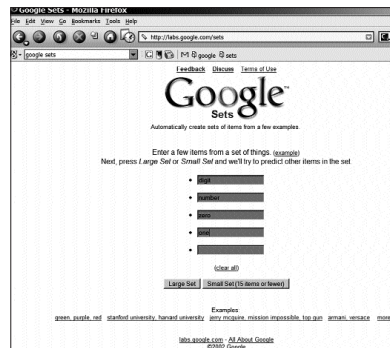 Google Sets - Mozilla Firefox
File Edit View Go Bookmarks Tools Help
http://labs.google.com/sets
google sets
google
sets
Feedback Discuss Terms of Use
Google™
Sets
Automatically create sets of items from a few examples.
Enter a few items from a set of things. (example)
Next, press Large Set or Small Set and we'll try to predict other items in the set
• digit
• number
• zero
• one
•
(clear all)
Large Set Small Set (15 items or fewer)
Examples
green, purple, red stanford university, harvard university jerry mcguire, mission impossible, top gun armani, versace more
labs.google.com - All About Google
©2002 Google